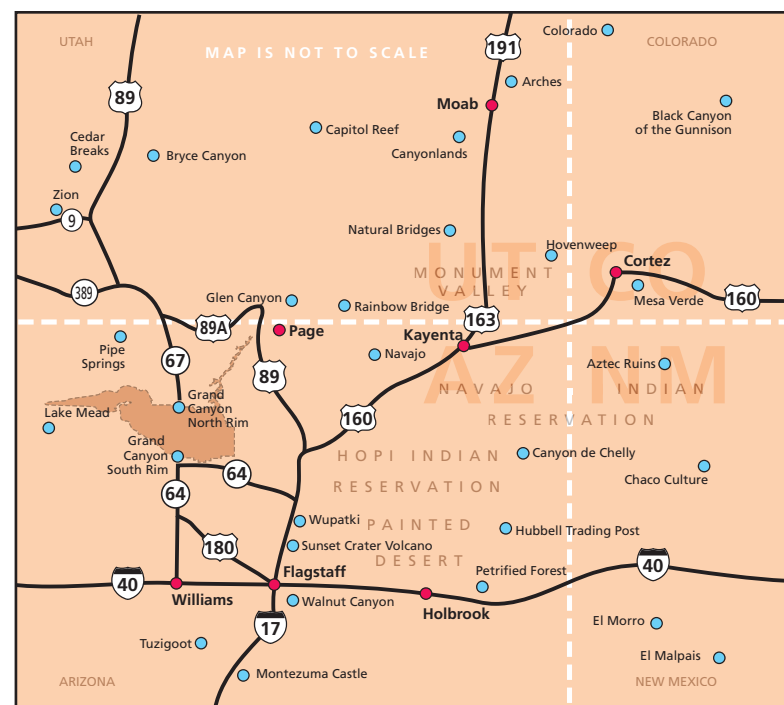 UTAH
MAP IS NOT TO SCALE
191
Colorado
COLORADO
89
Arches
Moab
Black Canyon
of the Gunnison
Cedar
Breaks
Bryce Canyon
Capitol Reef
Canyonlands
Zion
9
Natural Bridges
Hovenweep
UT CO
MONUMENT
VALLEY
Cortez
389
Glen Canyon
Rainbow Bridge
Mesa Verde
160
89A
Page
163
Kayenta
Pipe
Springs
67
Navajo
AZ NM
Aztec Ruins
89
NAVAJO INDIAN
RESERVATION
Grand
Canyon
North Rim
Lake Mead
160
Grand
Canyon
South Rim
64
HOPI INDIAN
RESERVATION
Canyon de Chelly
Chaco Culture
64
Wupatki
PAINTED
DESERT
Hubbell Trading Post
180
Sunset Crater Volcano
40
Flagstaff
Petrified Forest
40
Williams
Walnut Canyon
Holbrook
17
El Morro
Tuzigoot
El Malpais
Montezuma Castle
ARIZONA
NEW MEXICO